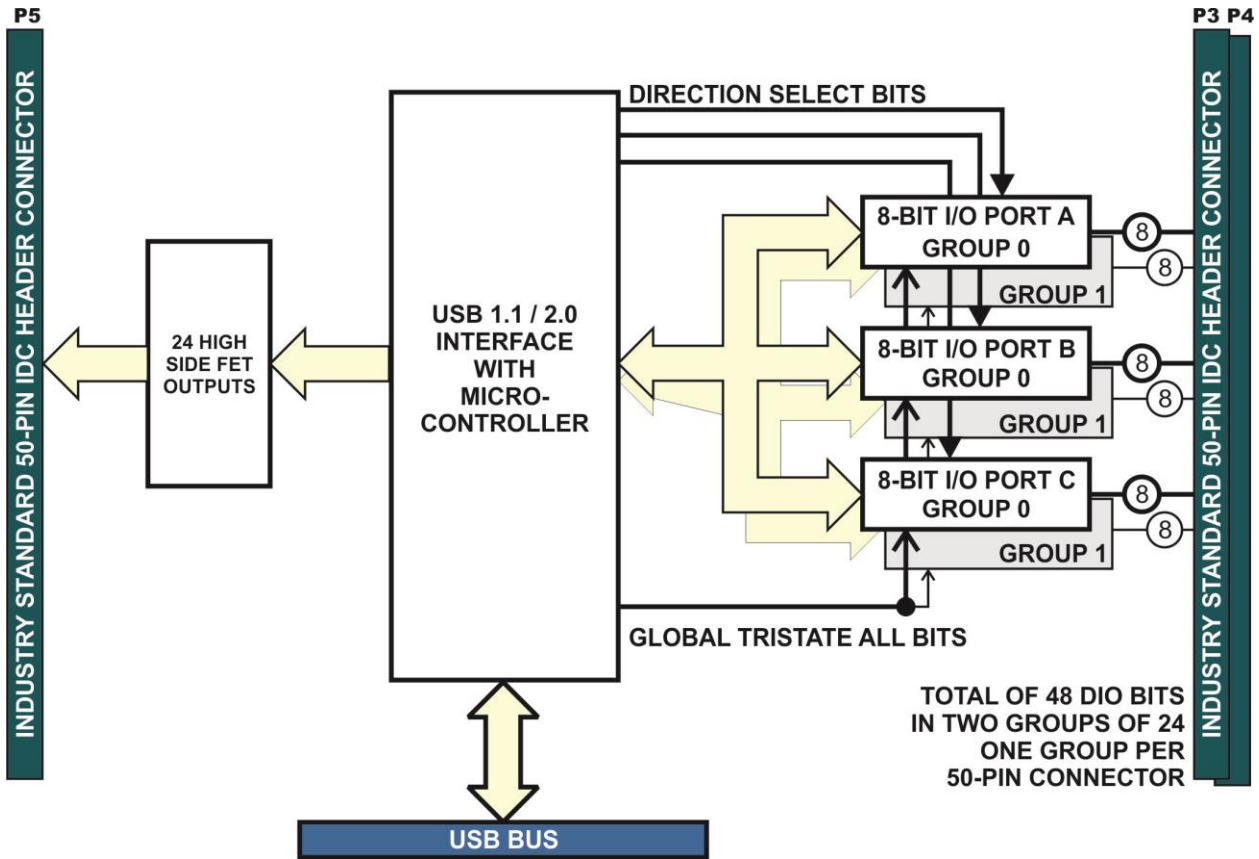 P5
P3 P4
INDUSTRY STANDARD 50-PIN IDC HEADER CONNECTOR
DIRECTION SELECT BITS
24 HIGH
SIDE FET
OUTPUTS
USB 1.1 / 2.0
INTERFACE
WITH
MICRO-
CONTROLLER
8-BIT I/O PORT A
GROUP 0
GROUP 1
8
8
8-BIT I/O PORT B
GROUP 0
GROUP 1
8
8
8-BIT I/O PORT C
GROUP 0
GROUP 1
8
8
INDUSTRY STANDARD 50-PIN IDC HEADER CONNECTOR
GLOBAL TRISTATE ALL BITS
TOTAL OF 48 DIO BITS
IN TWO GROUPS OF 24
ONE GROUP PER
50-PIN CONNECTOR
USB BUS